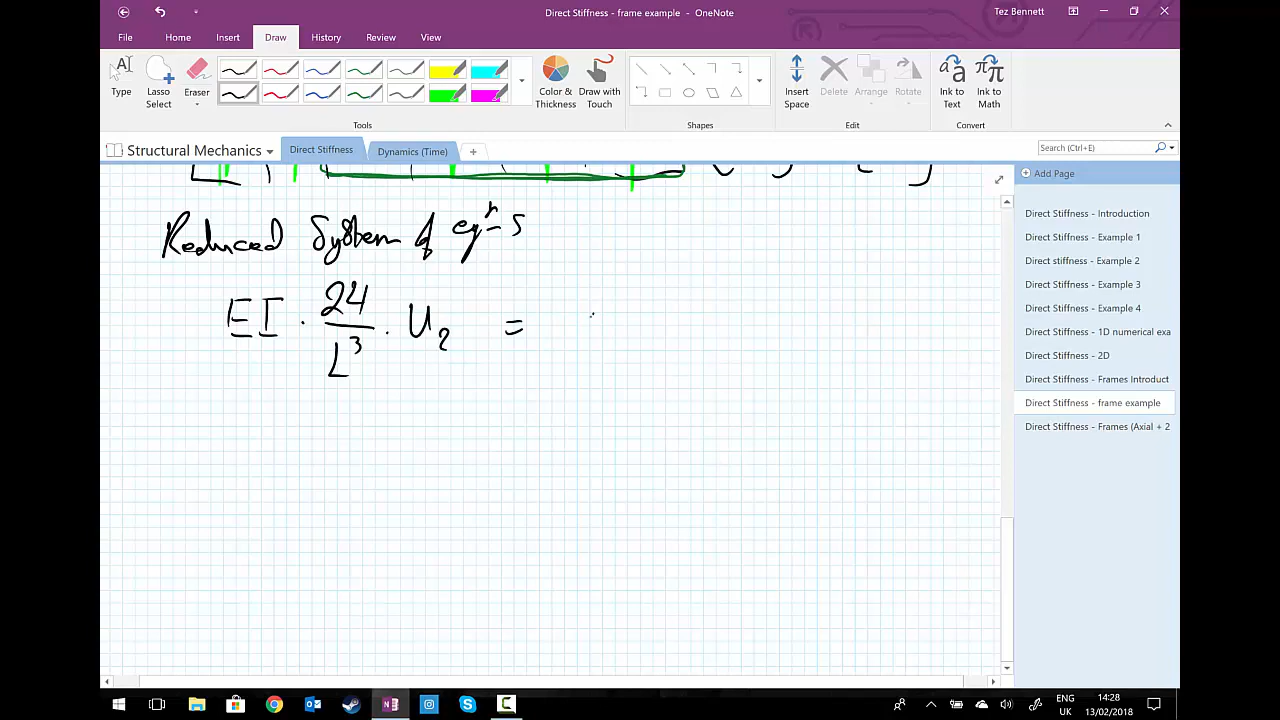 Direct Stiffness - frame example - OneNote
Tez Bennett
File Home Insert Draw History Review View
Type
Lasso Select
Eraser
Color & Thickness
Draw with Touch
Insert Space
Delete
Arrange
Rotate
Ink to Text
Ink to Math
Tools
Shapes
Edit
Convert
Structural Mechanics
Direct Stiffness
Dynamics (Time)
Search (Ctrl+E)
Add Page
Direct Stiffness - Introduction
Direct Stiffness - Example 1
Direct stiffness - Example 2
Direct Stiffness - Example 3
Direct Stiffness - Example 4
Direct Stiffness - 1D numerical exa
Direct Stiffness - 2D
Direct Stiffness - Frames Introduct
Direct Stiffness - frame example
Direct Stiffness - Frames (Axial + 2
Reduced System of eqns
EI · 24/L³ · U₂ =
ENG
UK
14:28
13/02/2018